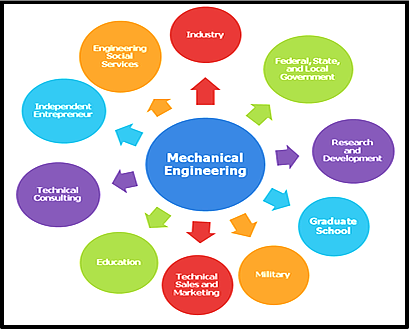 Industry
Federal, State,
and Local
Government
Research
and
Development
Graduate
School
Military
Technical
Sales and
Marketing
Education
Technical
Consulting
Independent
Entrepreneur
Engineering
Social
Services
Mechanical
Engineering